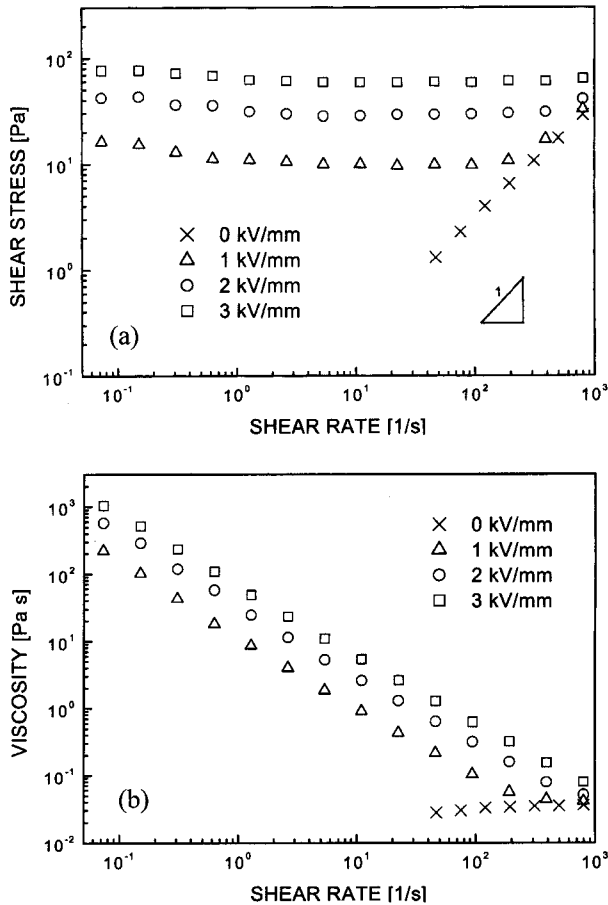 SHEAR STRESS [Pa]
10²
10¹
10⁰
10⁻¹
× 0 kV/mm
△ 1 kV/mm
○ 2 kV/mm
□ 3 kV/mm
1
(a)
10⁻¹ 10⁰ 10¹ 10² 10³
SHEAR RATE [1/s]
VISCOSITY [Pa s]
10³
10²
10¹
10⁰
10⁻¹
10⁻²
× 0 kV/mm
△ 1 kV/mm
○ 2 kV/mm
□ 3 kV/mm
(b)
10⁻¹ 10⁰ 10¹ 10² 10³
SHEAR RATE [1/s]